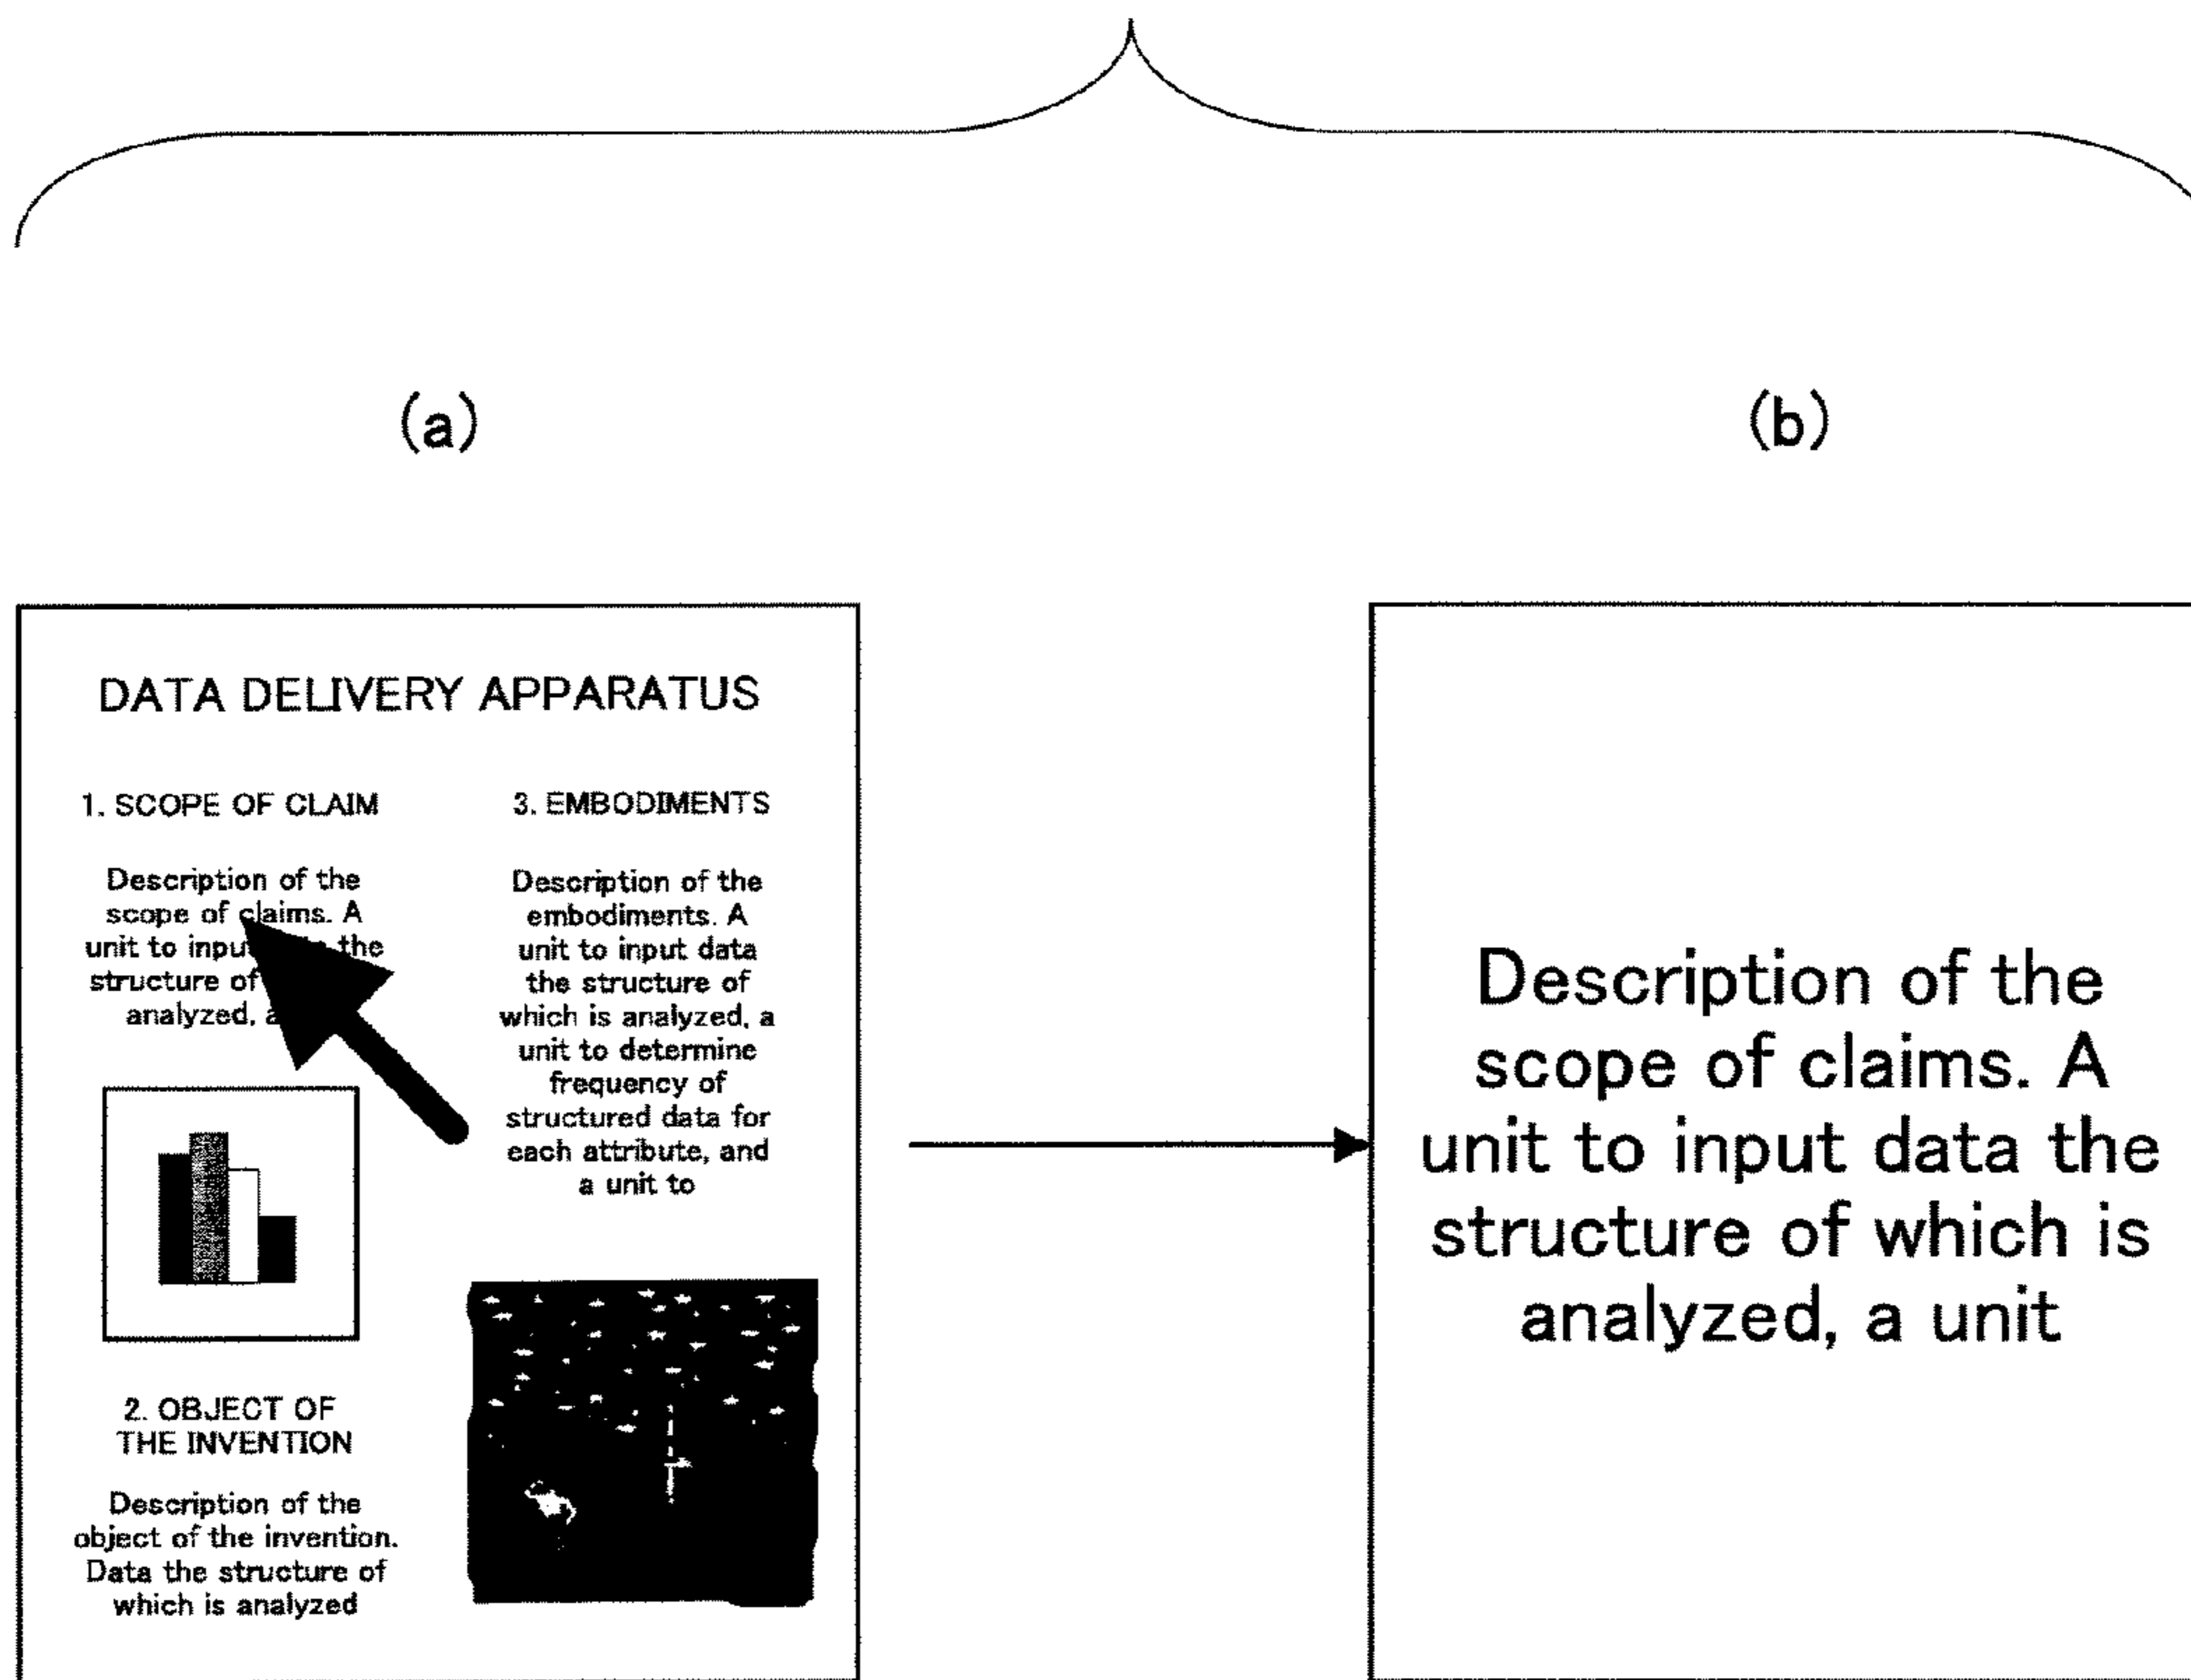 (a)
DATA DELIVERY APPARATUS
1. SCOPE OF CLAIM
Description of the
scope of claims. A
unit to input the
structure of
analyzed, a
2. OBJECT OF
THE INVENTION
Description of the
object of the invention.
Data the structure of
which is analyzed
3. EMBODIMENTS
Description of the
embodiments. A
unit to input data
the structure of
which is analyzed, a
unit to determine
frequency of
structured data for
each attribute, and
a unit to
(b)
Description of the
scope of claims. A
unit to input data the
structure of which is
analyzed, a unit